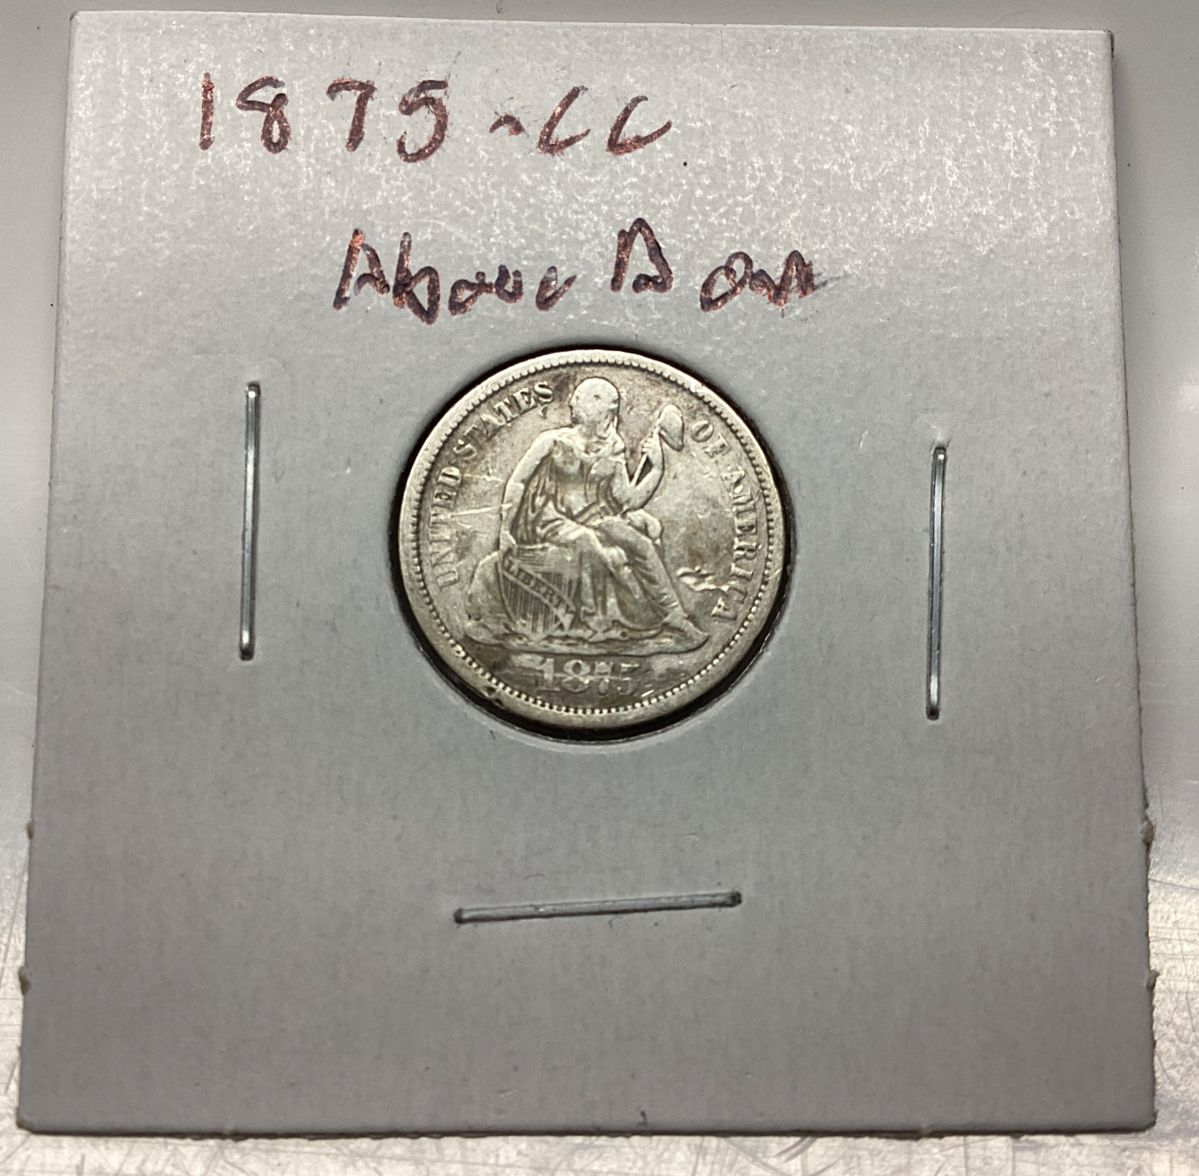 1875-CC
Above Bow
UNITED STATES OF AMERICA
LIBERTY
1875